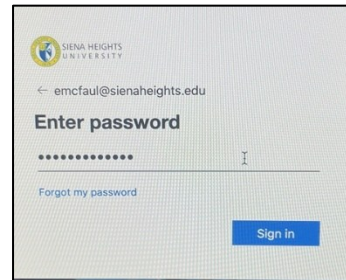 SIENA HEIGHTS
UNIVERSITY
← emcfaul@sienaheights.edu
Enter password
•••••••••••••
Forgot my password
Sign in